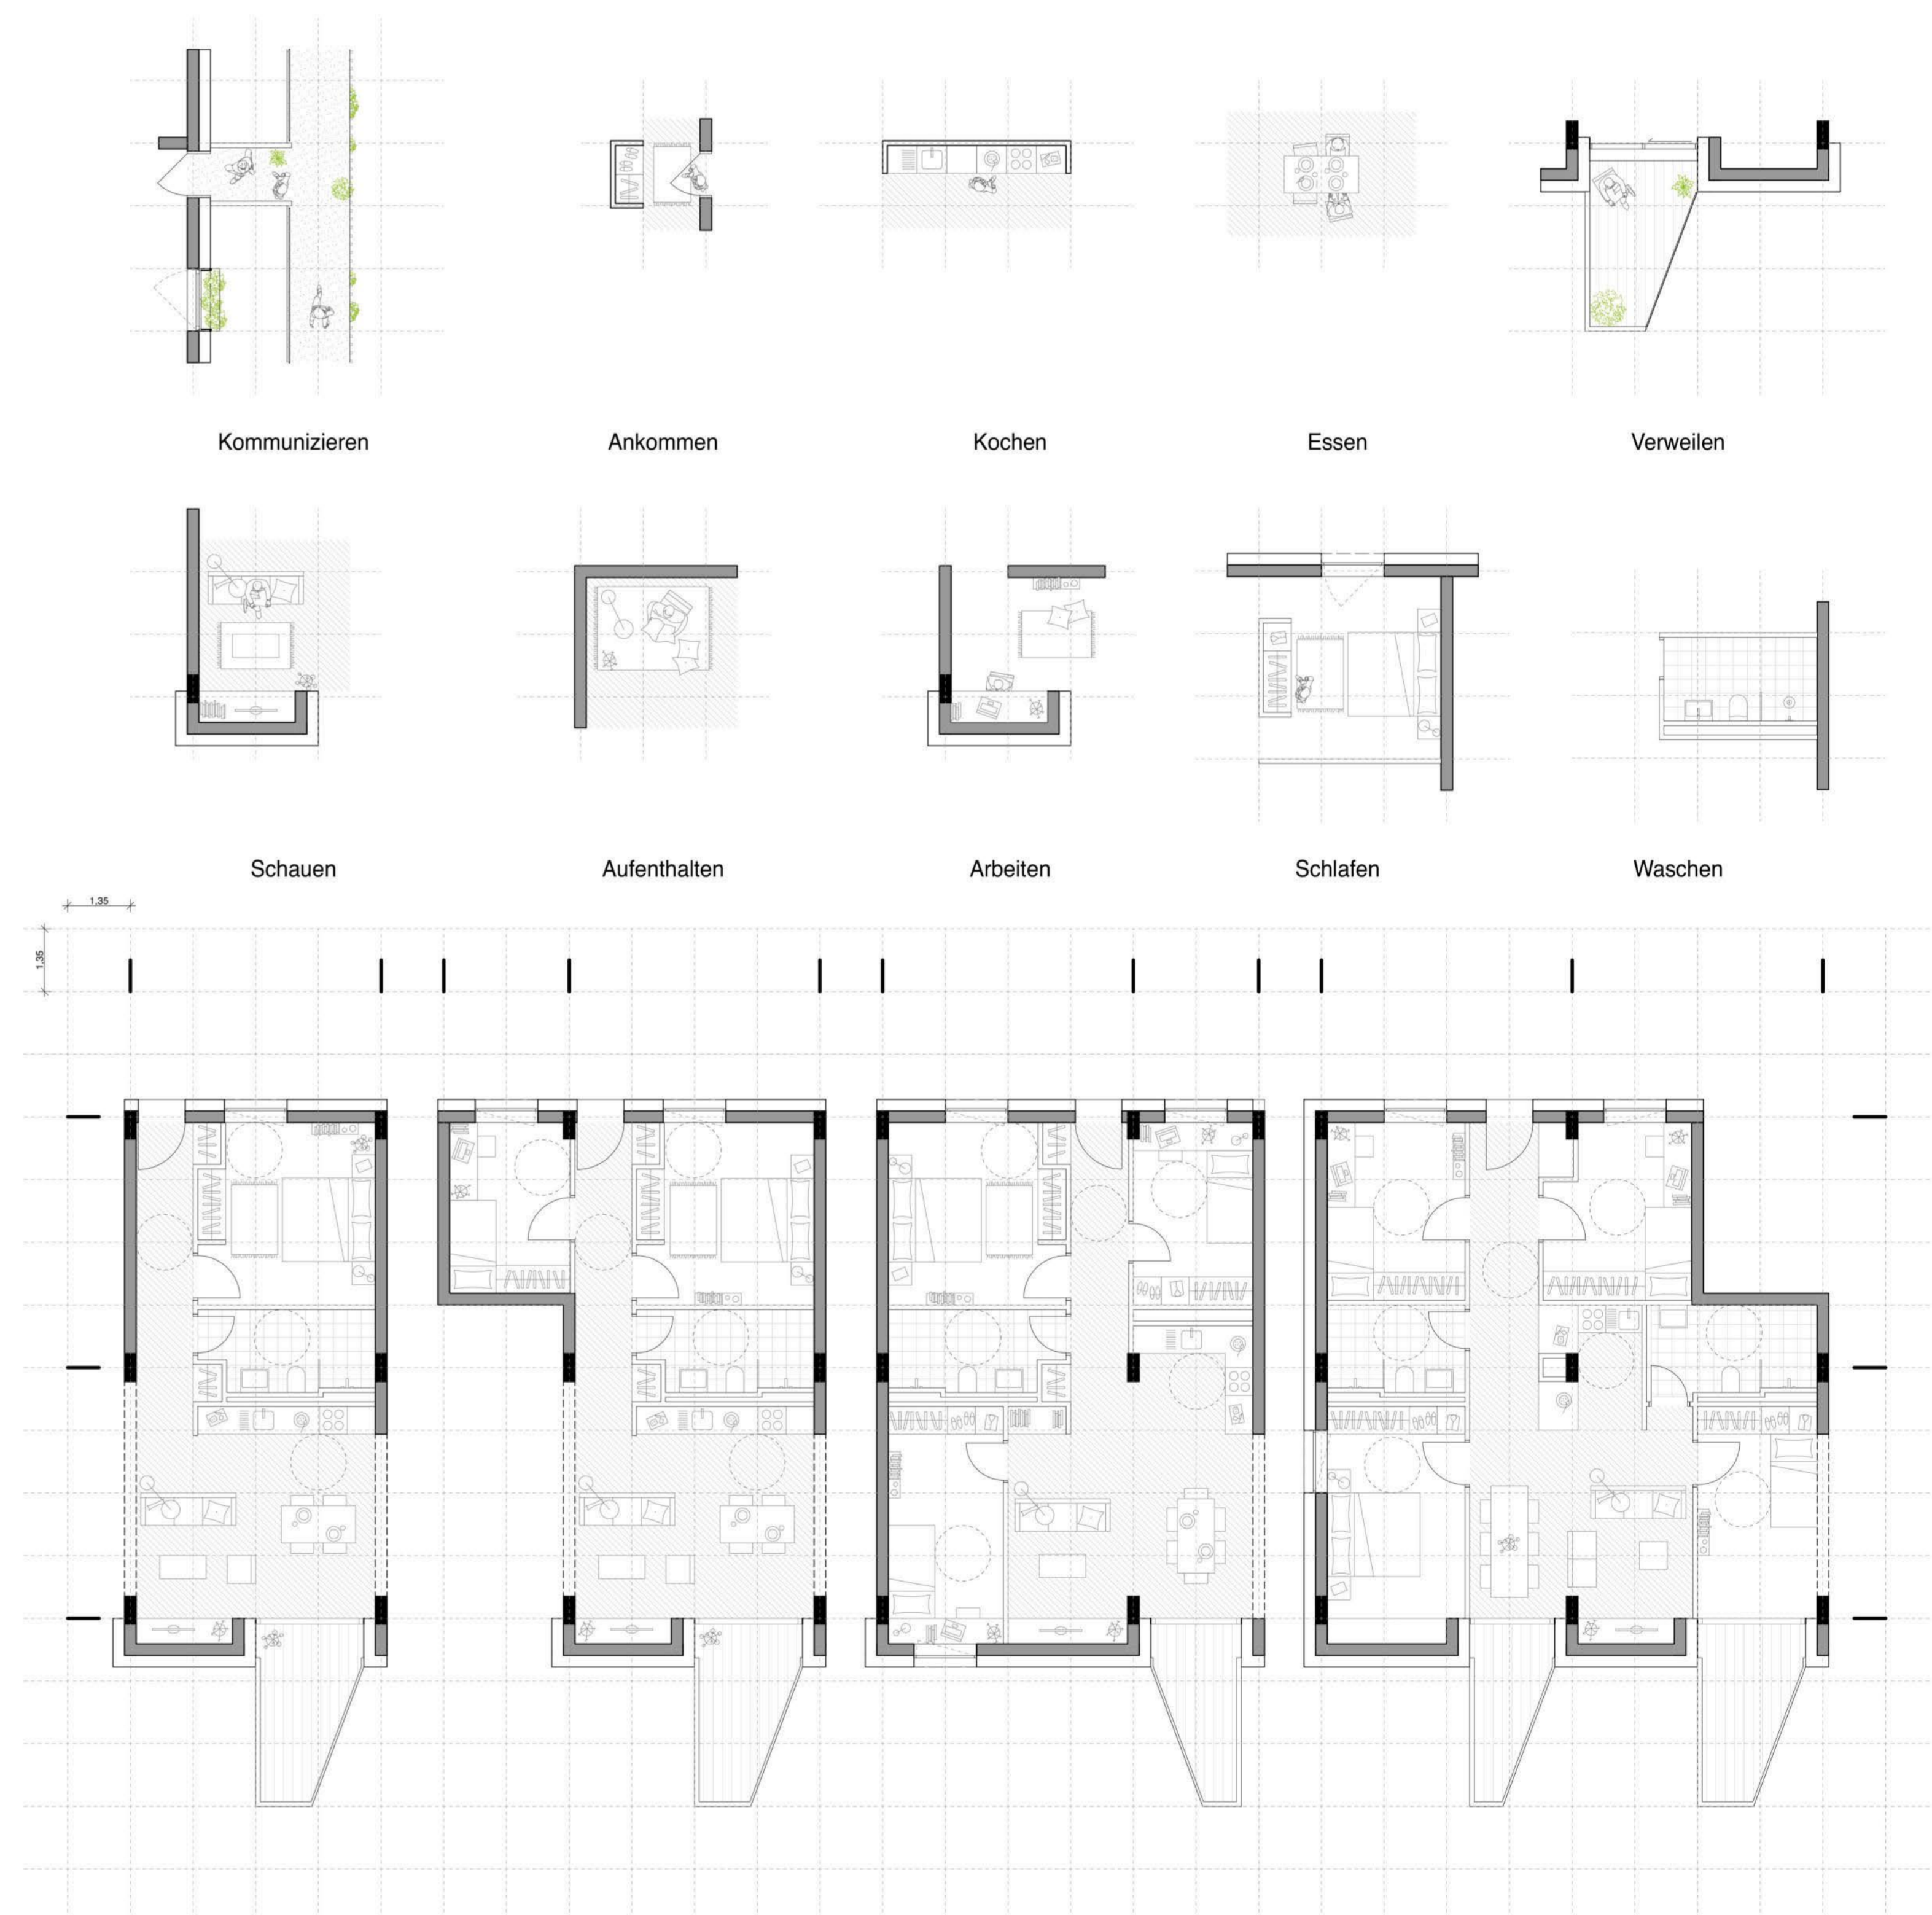 Kommunizieren
Ankommen
Kochen
Essen
Verweilen
Schauen
Aufenthalten
Arbeiten
Schlafen
Waschen
1,35
1,35